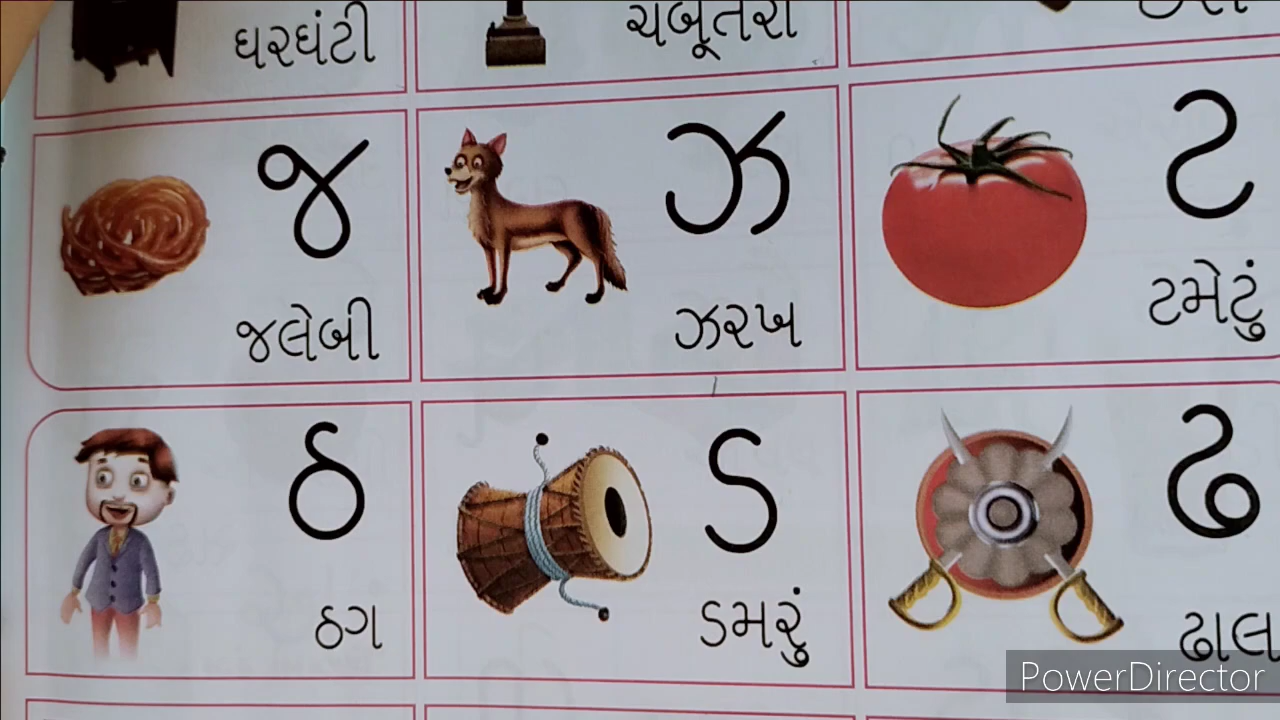 ઘરઘંટી
ચબૂતરો
જ
જલેબી
ઝ
ઝરખ
ટ
ટમેટું
ઠ
ઠગ
ડ
ડમરું
ઢ
ઢાલ
PowerDirector